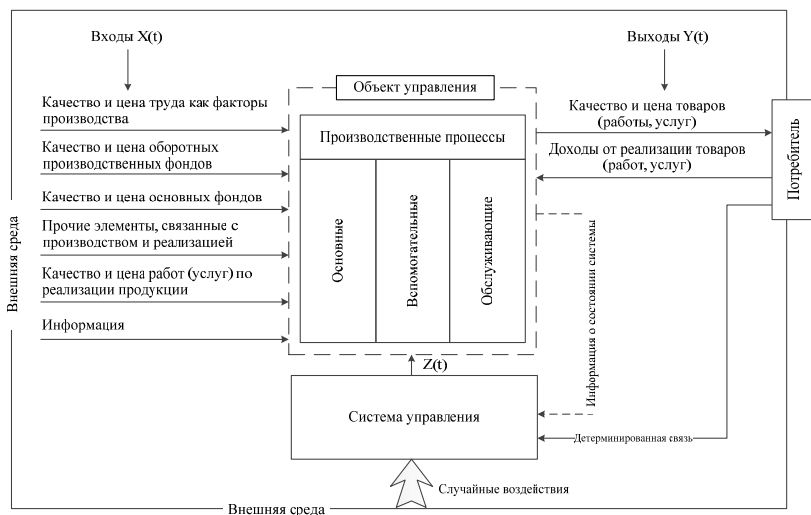 Входы X(t)
Выходы Y(t)
Объект управления
Качество и цена труда как факторы
производства
Качество и цена оборотных
производственных фондов
Качество и цена основных фондов
Прочие элементы, связанные с
производством и реализацией
Качество и цена работ (услуг) по
реализации продукции
Информация
Производственные процессы
Основные
Вспомогательные
Обслуживающие
Качество и цена товаров
(работы, услуг)
Доходы от реализации товаров
(работ, услуг)
Потребитель
Информация о состоянии системы
Внешняя среда
Z(t)
Система управления
Детерминированная связь
Случайные воздействия
Внешняя среда